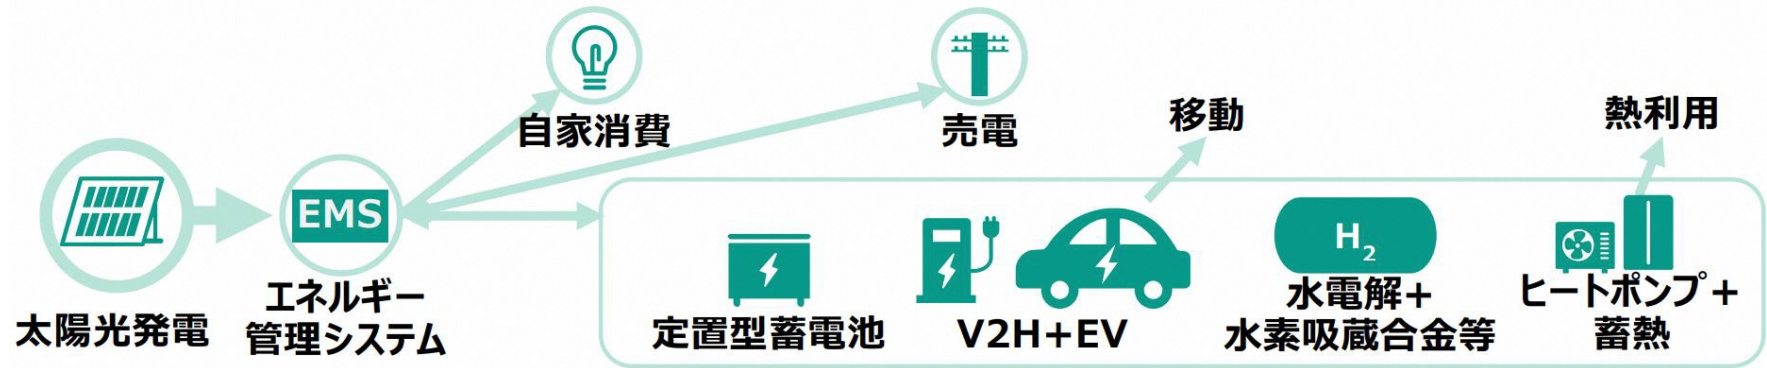 自家消費
売電
移動
熱利用
太陽光発電
EMS
エネルギー
管理システム
定置型蓄電池
V2H+EV
H2
水電解+
水素吸蔵合金等
ヒートポンプ+
蓄熱